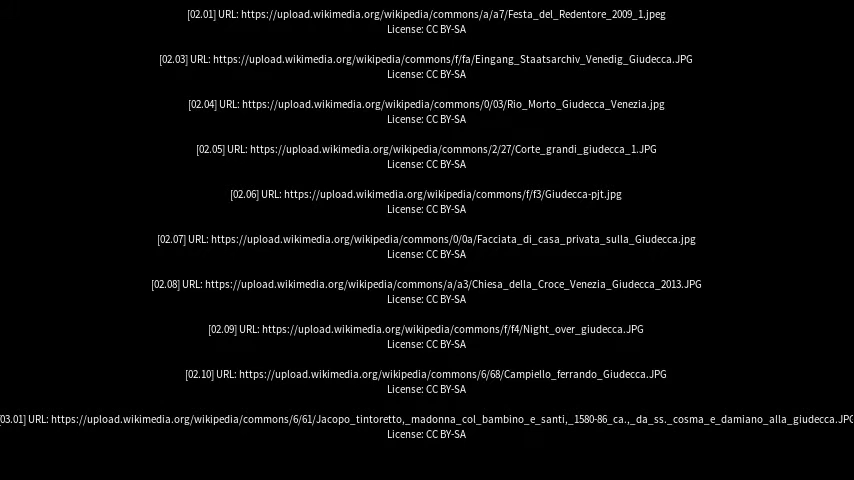 [02.01] URL: https://upload.wikimedia.org/wikipedia/commons/a/a7/Festa_del_Redentore_2009_1.jpeg
License: CC BY-SA
[02.03] URL: https://upload.wikimedia.org/wikipedia/commons/f/fa/Eingang_Staatsarchiv_Venedig_Giudecca.JPG
License: CC BY-SA
[02.04] URL: https://upload.wikimedia.org/wikipedia/commons/0/03/Rio_Morto_Giudecca_Venezia.jpg
License: CC BY-SA
[02.05] URL: https://upload.wikimedia.org/wikipedia/commons/2/27/Corte_grandi_giudecca_1.JPG
License: CC BY-SA
[02.06] URL: https://upload.wikimedia.org/wikipedia/commons/f/f3/Giudecca-pjt.jpg
License: CC BY-SA
[02.07] URL: https://upload.wikimedia.org/wikipedia/commons/0/0a/Facciata_di_casa_privata_sulla_Giudecca.jpg
License: CC BY-SA
[02.08] URL: https://upload.wikimedia.org/wikipedia/commons/a/a3/Chiesa_della_Croce_Venezia_Giudecca_2013.JPG
License: CC BY-SA
[02.09] URL: https://upload.wikimedia.org/wikipedia/commons/f/f4/Night_over_giudecca.JPG
License: CC BY-SA
[02.10] URL: https://upload.wikimedia.org/wikipedia/commons/6/68/Campiello_ferrando_Giudecca.JPG
License: CC BY-SA
03.01] URL: https://upload.wikimedia.org/wikipedia/commons/6/61/Jacopo_tintoretto,_madonna_col_bambino_e_santi,_1580-86_ca.,_da_ss._cosma_e_damiano_alla_giudecca.JPG
License: CC BY-SA